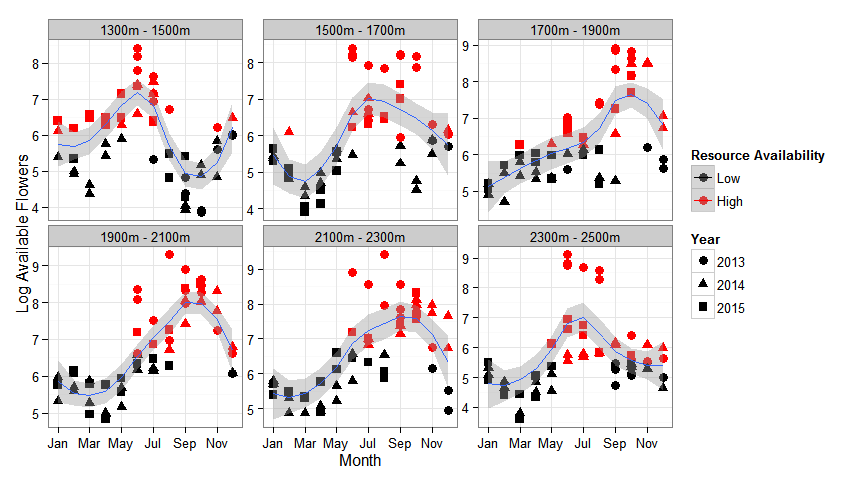 1300m - 1500m
1500m - 1700m
1700m - 1900m
8
7
6
5
4
9
8
7
6
5
4
9
8
7
6
5
1900m - 2100m
2100m - 2300m
2300m - 2500m
9
8
7
6
5
9
8
7
6
5
9
8
7
6
5
4
Jan Mar May Jul Sep Nov
Jan Mar May Jul Sep Nov
Jan Mar May Jul Sep Nov
Month
Log Available Flowers
Resource Availability
Low
High
Year
2013
2014
2015